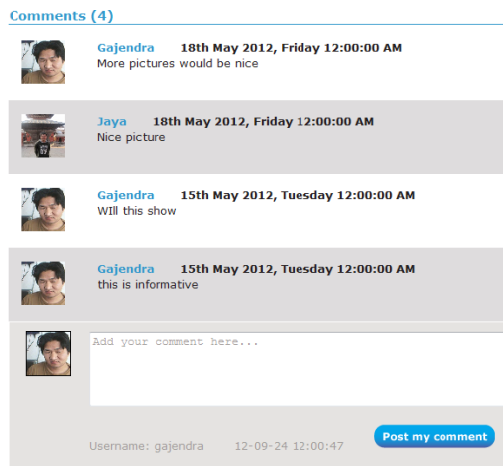 Comments (4)
Gajendra 18th May 2012, Friday 12:00:00 AM
More pictures would be nice
Jaya 18th May 2012, Friday 12:00:00 AM
Nice picture
Gajendra 15th May 2012, Tuesday 12:00:00 AM
WIll this show
Gajendra 15th May 2012, Tuesday 12:00:00 AM
this is informative
Add your comment here...
Post my comment
Username: gajendra 12-09-24 12:00:47